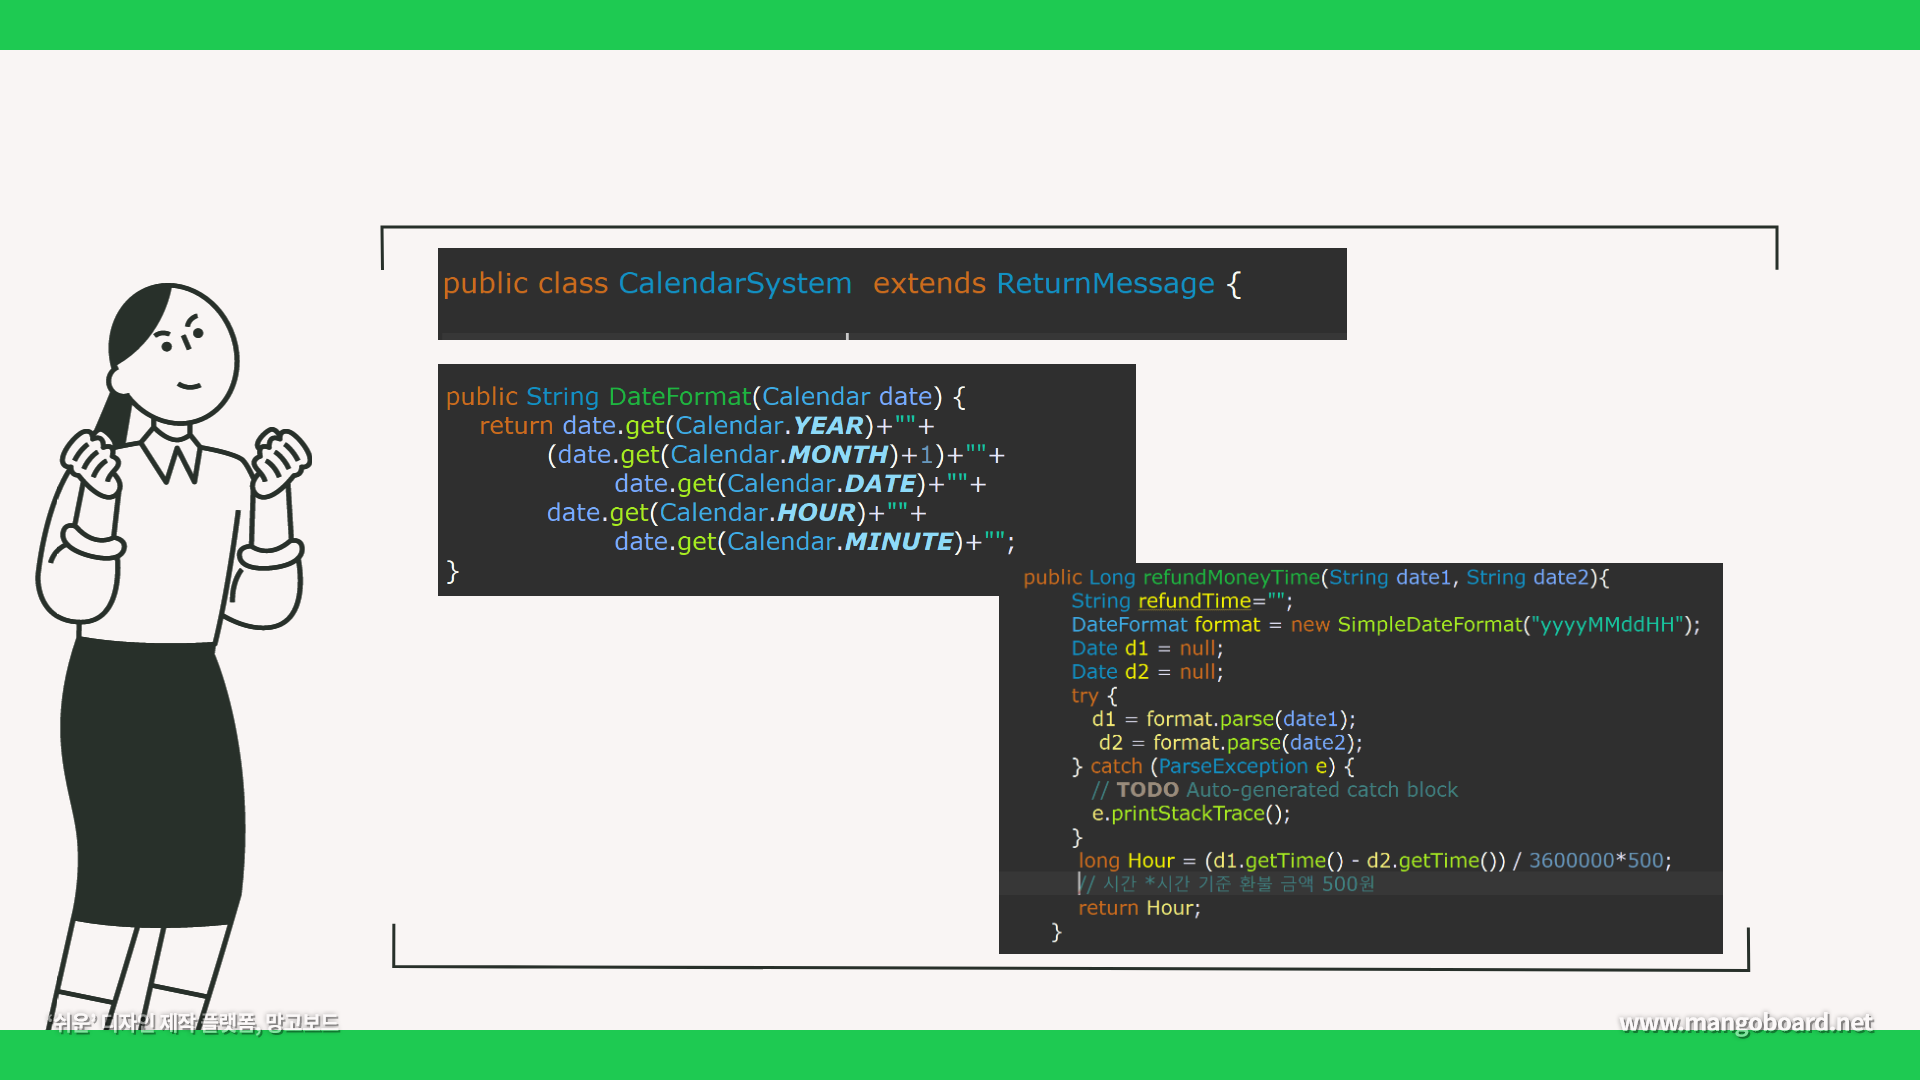 public class CalendarSystem  extends ReturnMessage {
public String DateFormat(Calendar date) {
return date.get(Calendar.YEAR)+""+
(date.get(Calendar.MONTH)+1)+""+
date.get(Calendar.DATE)+""+
date.get(Calendar.HOUR)+""+
date.get(Calendar.MINUTE)+"";
}
public Long refundMoneyTime(String date1, String date2){
String refundTime="";
DateFormat format = new SimpleDateFormat("yyyyMMddHH");
Date d1 = null;
Date d2 = null;
try {
d1 = format.parse(date1);
d2 = format.parse(date2);
} catch (ParseException e) {
// TODO Auto-generated catch block
e.printStackTrace();
}
long Hour = (d1.getTime() - d2.getTime()) / 3600000*500;
// 시간 *시간 기준 환불 금액 500원
return Hour;
}
'쉬운' 디자인 제작 플랫폼, 망고보드
www.mangoboard.net